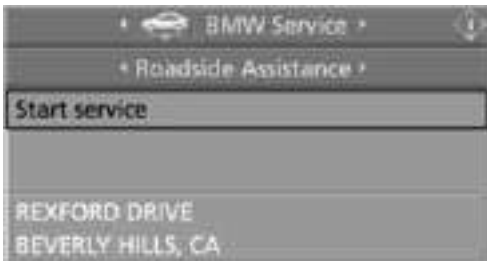 BMW Service
Roadside Assistance
Start service
REXFORD DRIVE
BEVERLY HILLS, CA